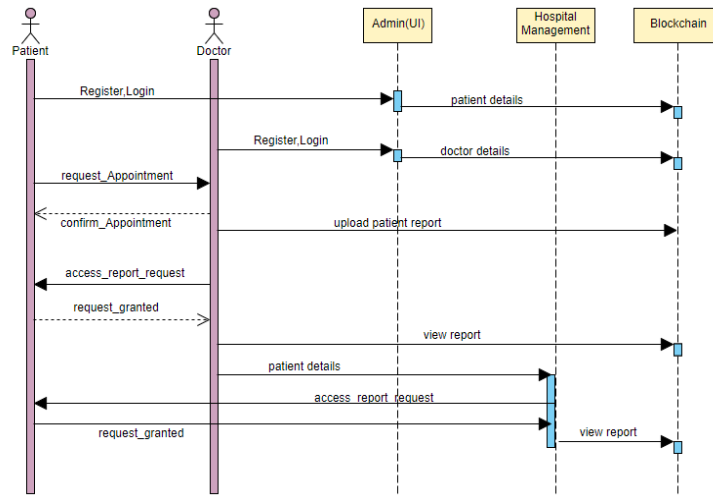 Patient
Doctor
Admin(UI)
Hospital
Management
Blockchain
Register,Login
patient details
Register,Login
doctor details
request_Appointment
confirm_Appointment
upload patient report
access_report_request
request_granted
view report
patient details
access_report_request
request_granted
view report